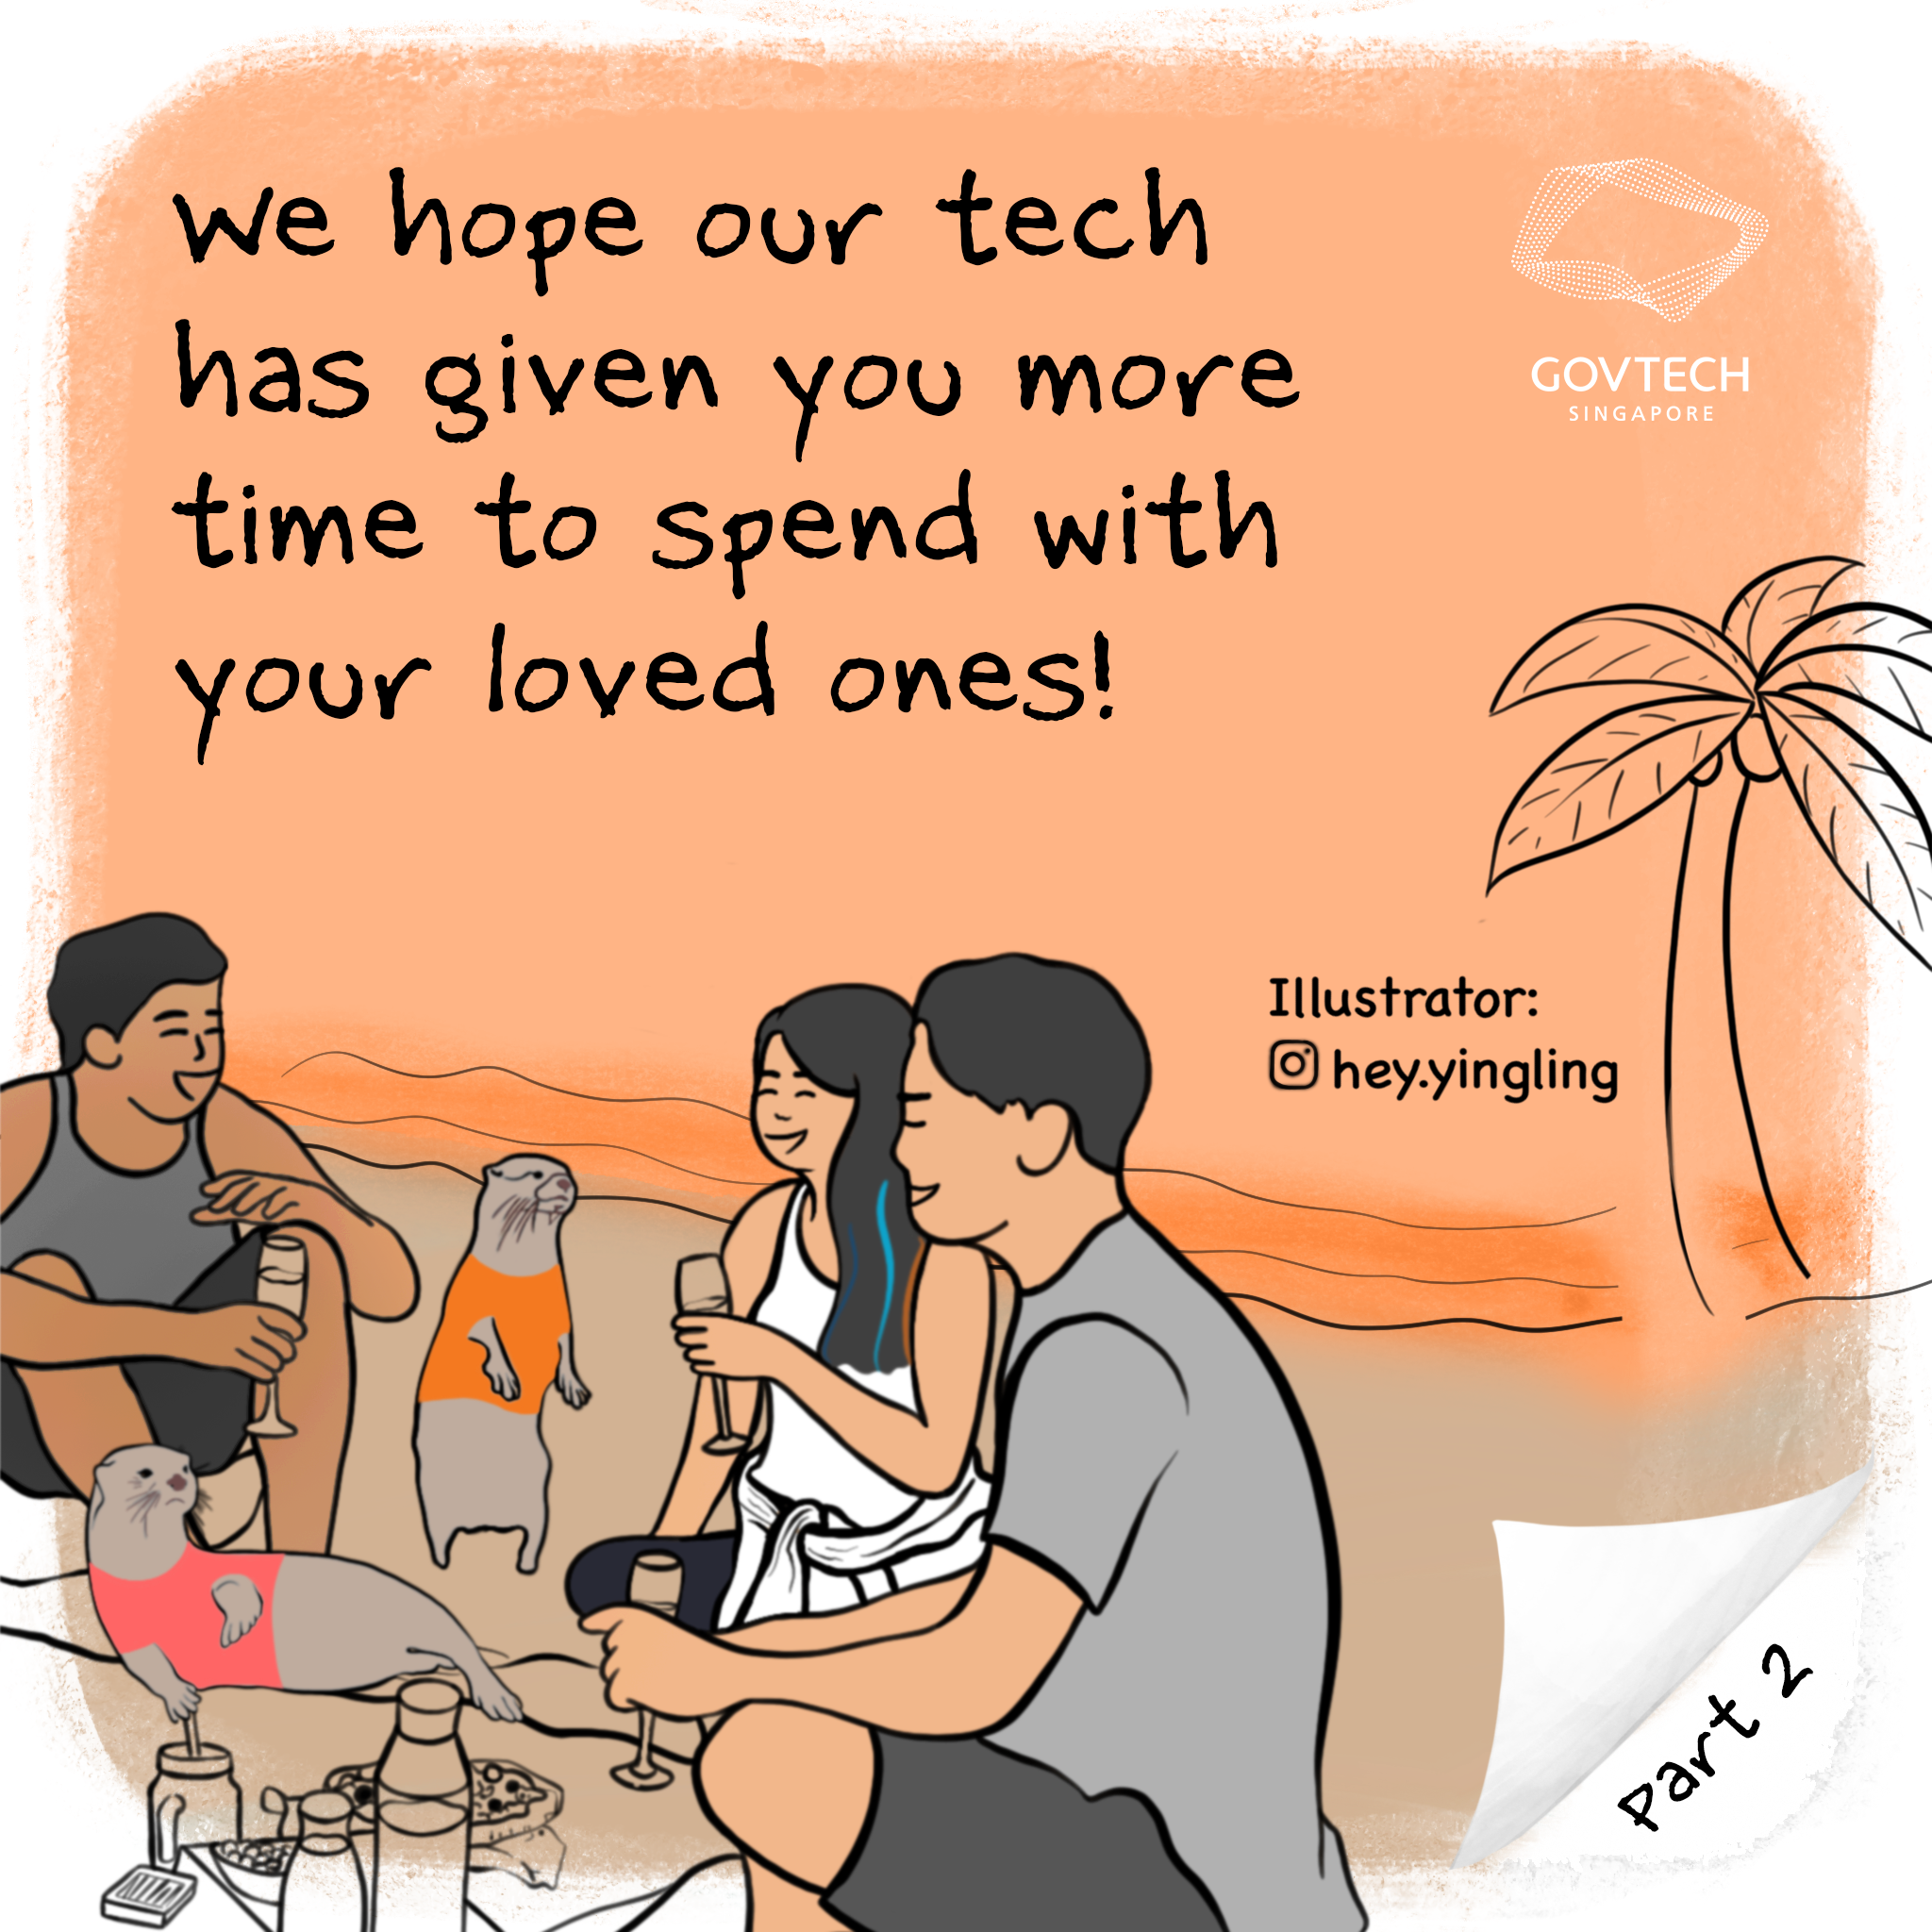 we hope our tech
has given you more
time to spend with
your loved ones!
GOVTECH
SINGAPORE
Illustrator:
hey.yingling
Part 2